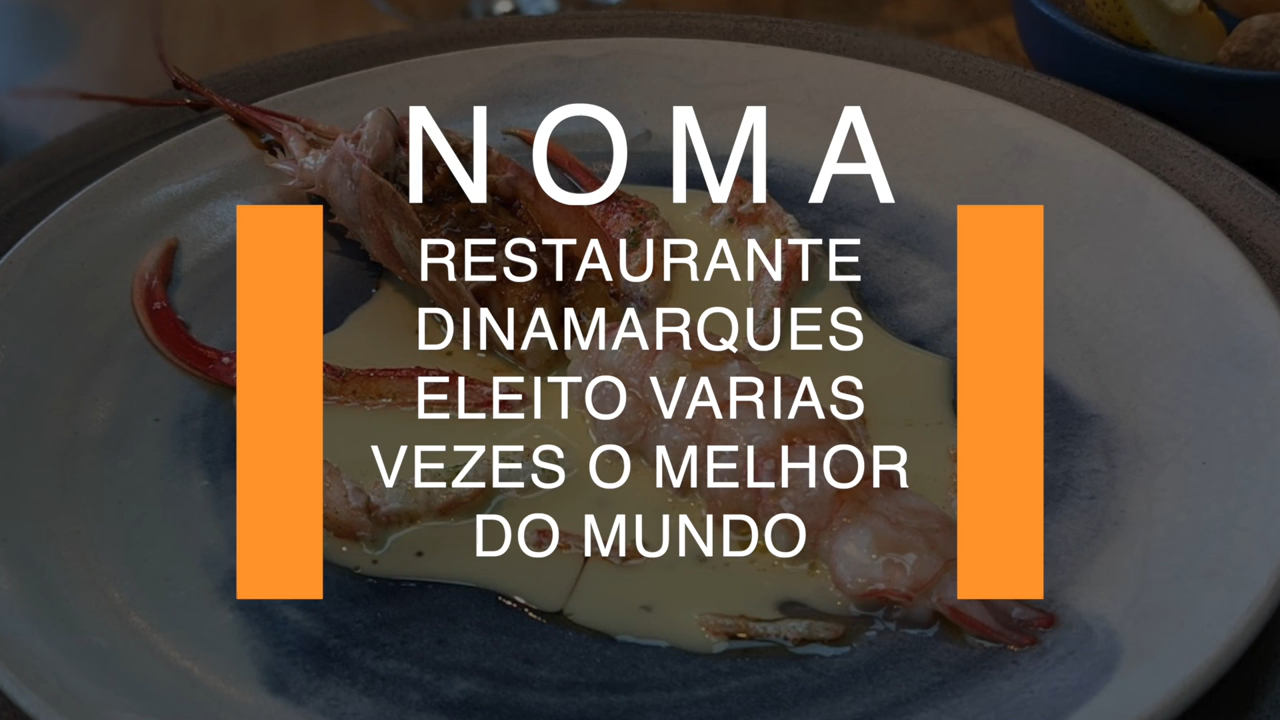 NOMA
RESTAURANTE
DINAMARQUES
ELEITO VARIAS
VEZES O MELHOR
DO MUNDO